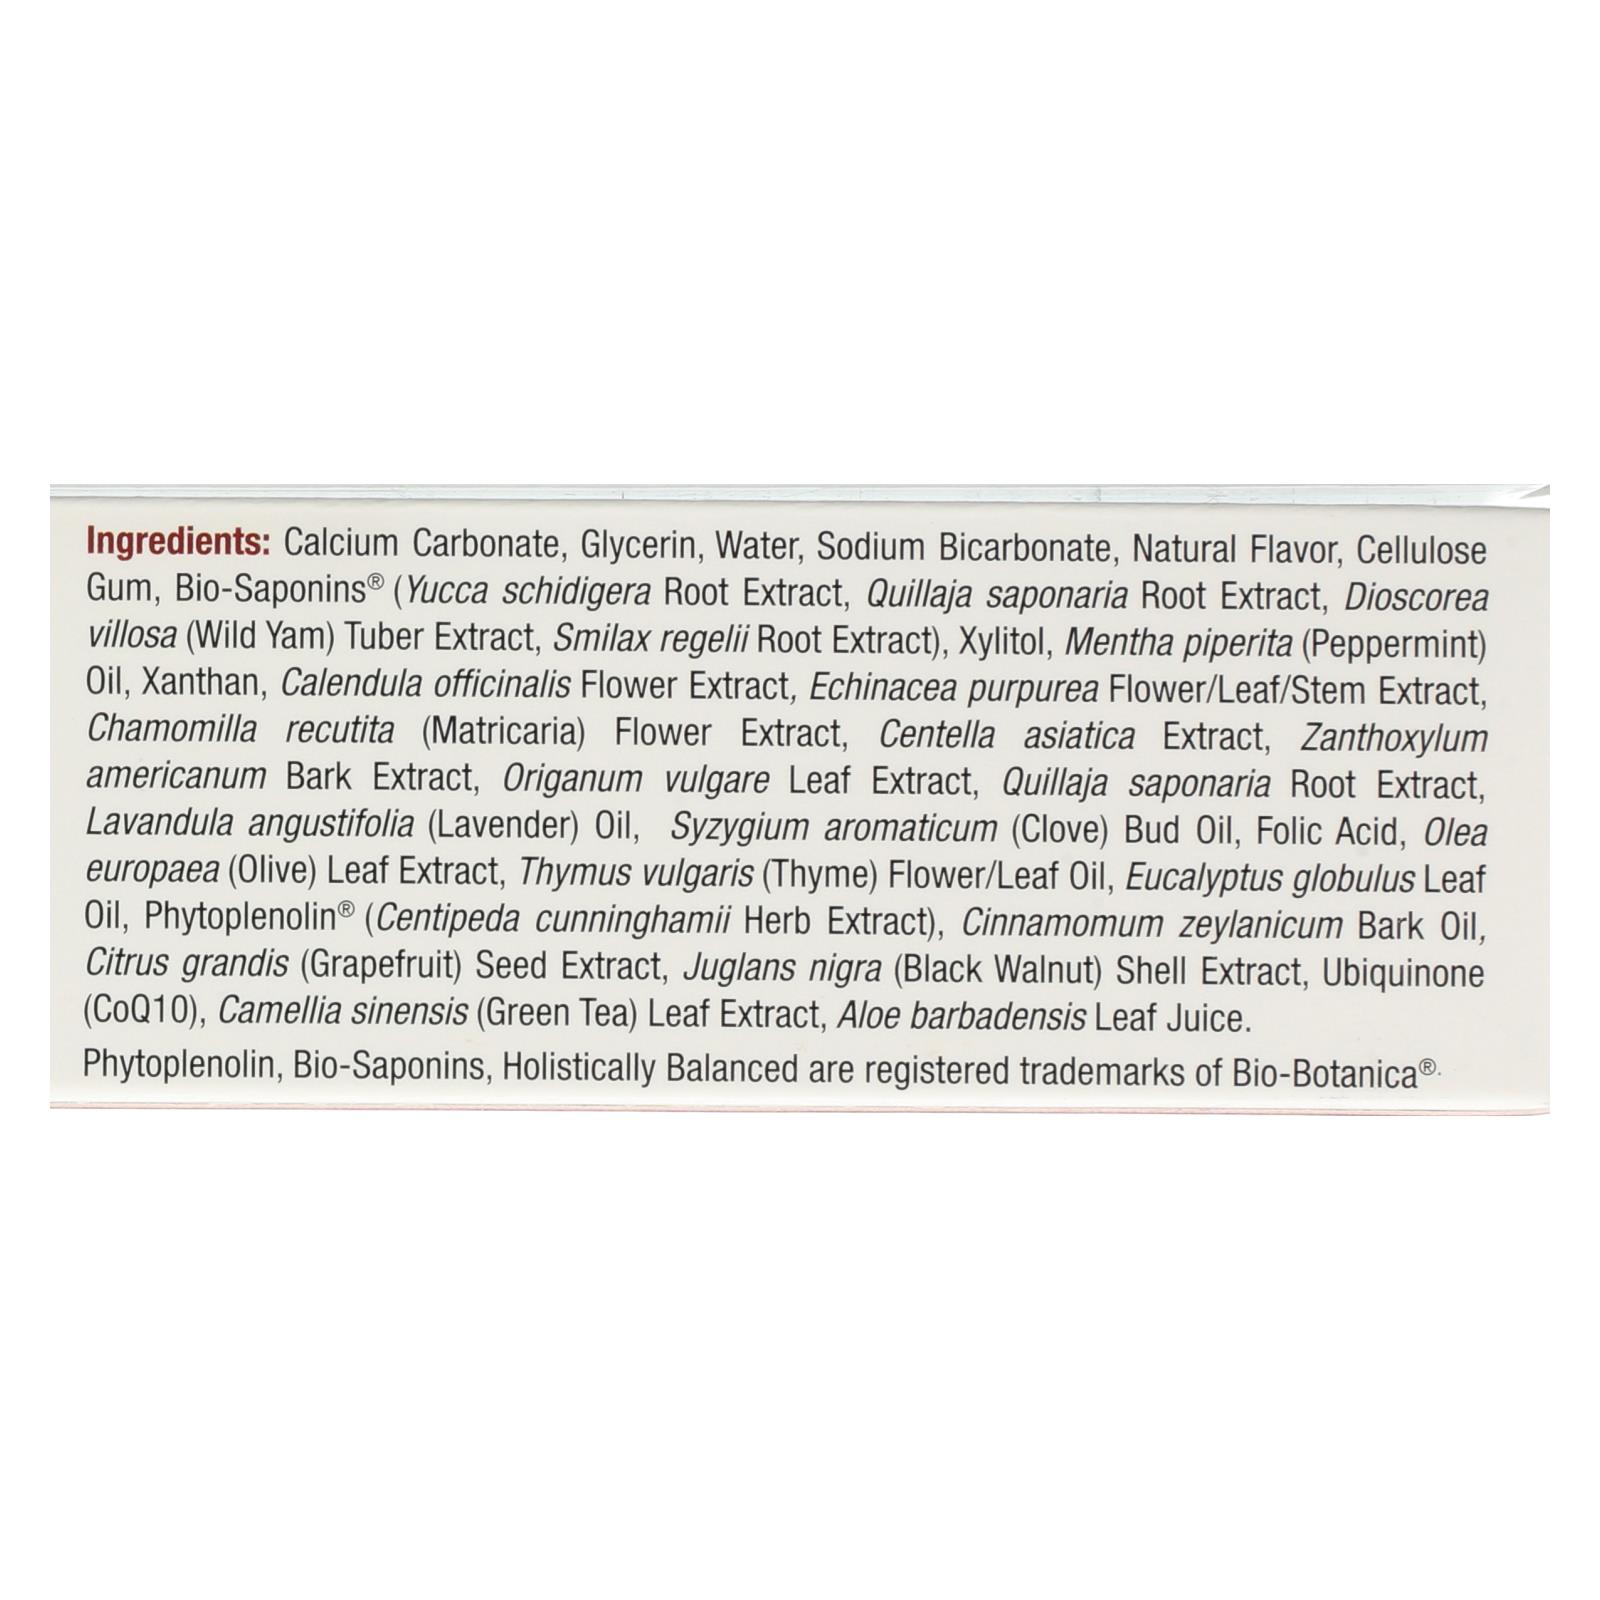 Ingredients: Calcium Carbonate, Glycerin, Water, Sodium Bicarbonate, Natural Flavor, Cellulose
Gum, Bio-Saponins® (Yucca schidigera Root Extract, Quillaja saponaria Root Extract, Dioscorea
villosa (Wild Yam) Tuber Extract, Smilax regelii Root Extract), Xylitol, Mentha piperita (Peppermint)
Oil, Xanthan, Calendula officinalis Flower Extract, Echinacea purpurea Flower/Leaf/Stem Extract,
Chamomilla recutita (Matricaria) Flower Extract, Centella asiatica Extract, Zanthoxylum
americanum Bark Extract, Origanum vulgare Leaf Extract, Quillaja saponaria Root Extract,
Lavandula angustifolia (Lavender) Oil, Syzygium aromaticum (Clove) Bud Oil, Folic Acid, Olea
europaea (Olive) Leaf Extract, Thymus vulgaris (Thyme) Flower/Leaf Oil, Eucalyptus globulus Leaf
Oil, Phytoplenolin® (Centipeda cunninghamii Herb Extract), Cinnamomum zeylanicum Bark Oil,
Citrus grandis (Grapefruit) Seed Extract, Juglans nigra (Black Walnut) Shell Extract, Ubiquinone
(CoQ10), Camellia sinensis (Green Tea) Leaf Extract, Aloe barbadensis Leaf Juice.
Phytoplenolin, Bio-Saponins, Holistically Balanced are registered trademarks of Bio-Botanica®.